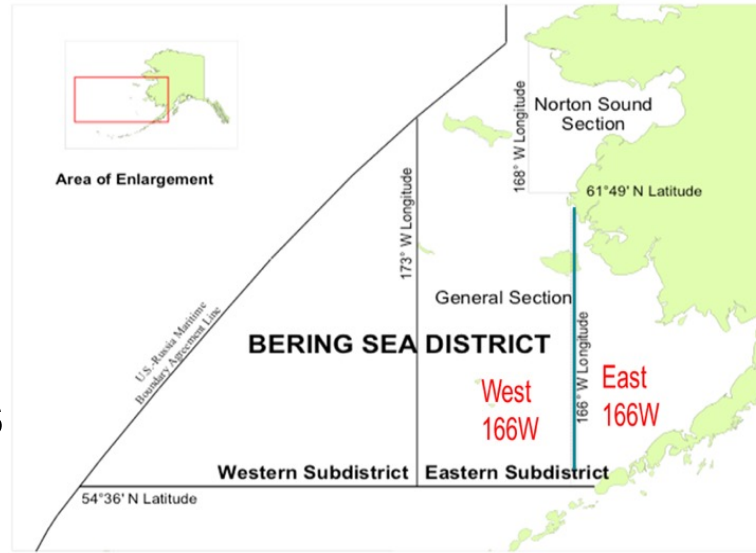 Area of Enlargement
168° W Longitude
Norton Sound
Section
61°49' N Latitude
173° W Longitude
General Section
U.S.-Russia Maritime
Boundary Agreement Line
BERING SEA DISTRICT
166° W Longitude
West
166W
East
166W
Western Subdistrict
Eastern Subdistrict
54°36' N Latitude